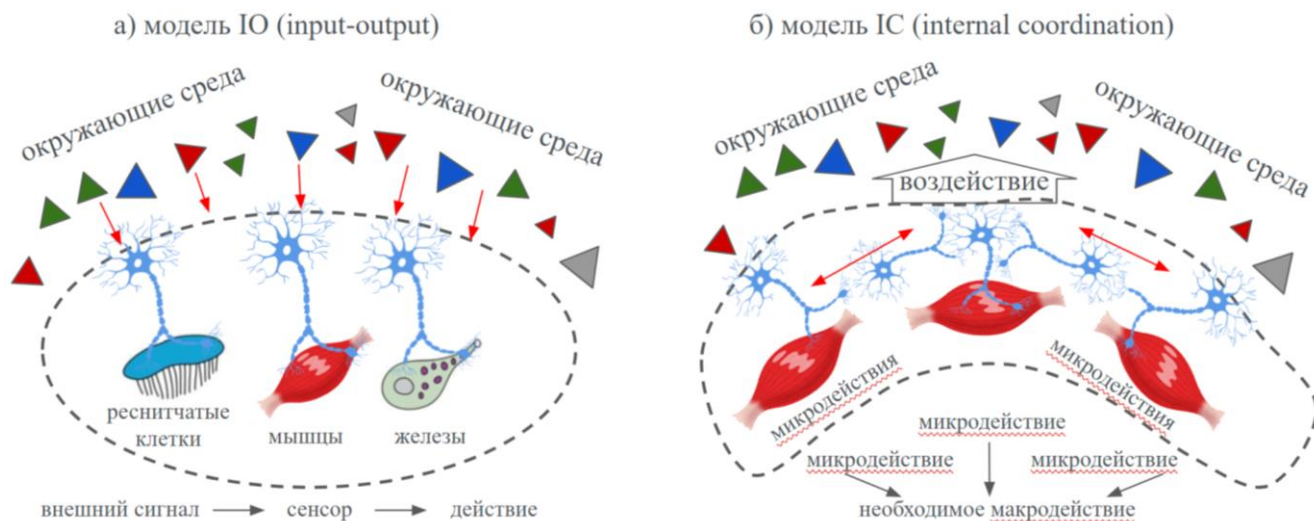 а) модель IO (input-output)
окружающие среда
окружающие среда
реснитчатые
клетки
мышцы
железы
внешний сигнал
сенсор
действие
б) модель IC (internal coordination)
окружающие среда
окружающие среда
воздействие
микродействия
микродействие
микродействия
микродействие
микродействие
необходимое макродействие